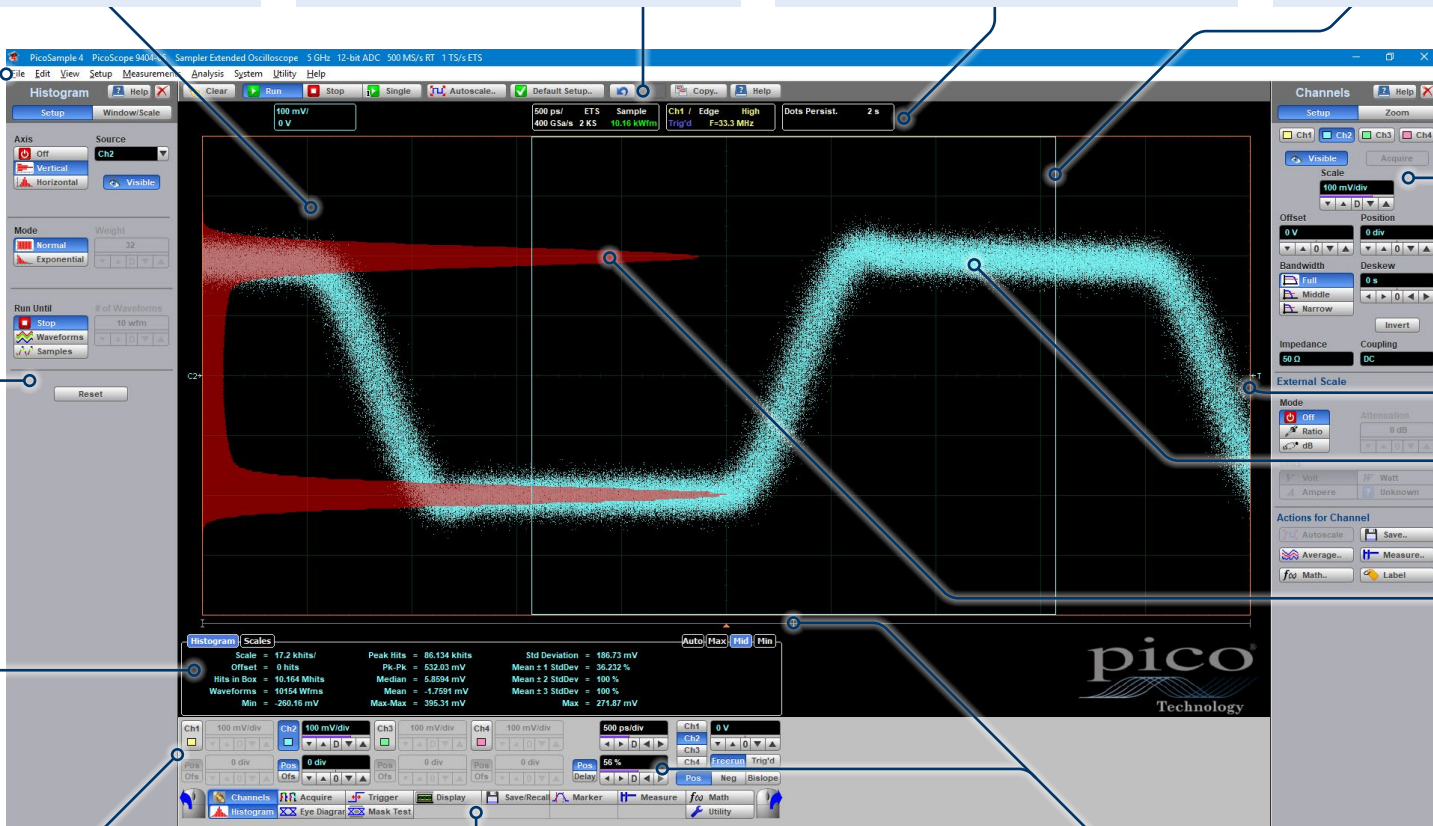 PicoSample 4 PicoScope 9404-05 Sampler Extended Oscilloscope 5 GHz 12-bit ADC 500 MS/s RT 1 TS/s ETS
File Edit View Setup Measurements Analysis System Utility Help
Histogram Help
Clear Run Stop Single Autoscale.. Default Setup.. Copy.. Help
Channels Help
Setup Window/Scale
100 mV/
0 V
500 ps/ ETS Sample
400 GSa/s 2 KS 10.16 kWfm
Ch1 / Edge High
Trig'd F=33.3 MHz
Dots Persist. 2 s
Setup Zoom
Axis Source
Off
Ch2
Vertical
Horizontal
Visible
Mode Weight
Normal
32
Exponential
D
Run Until # of Waveforms
Stop
10 wfm
Waveforms
D
Samples
Reset
C2+
+T
Ch1 Ch2 Ch3 Ch4
Visible Acquire
Scale
100 mV/div
D
Offset Position
0 V 0 div
0 0
Bandwidth Deskew
Full 0 s
Middle 0
Narrow
Invert
Impedance Coupling
50 Ω DC
External Scale
Mode
Off
Attenuation
Ratio
0 dB
dB
D
Volt Watt
Ampere Unknown
Actions for Channel
Autoscale Save..
Average.. Measure..
f(x) Math.. Label
Histogram Scales Auto Max Mid Min
Scale = 17.2 khits/ Peak Hits = 86.134 khits Std Deviation = 186.73 mV
Offset = 0 hits Pk-Pk = 532.03 mV Mean ± 1 StdDev = 36.232 %
Hits in Box = 10.164 Mhits Median = 5.8594 mV Mean ± 2 StdDev = 100 %
Waveforms = 10154 Wfms Mean = -1.7591 mV Mean ± 3 StdDev = 100 %
Min = -260.16 mV Max-Max = 395.31 mV Max = 271.87 mV
pico
Technology
Ch1 100 mV/div Ch2 100 mV/div Ch3 100 mV/div Ch4 100 mV/div 500 ps/div Ch1 0 V
D D D D D Ch2 0
Ch3
Pos 0 div Pos 0 div Pos 0 div Pos 0 div Pos 56 % Ch4 Freerun Trig'd
Ofs D Ofs 0 Ofs D Ofs D Delay D Pos Neg Bislope
Channels Acquire Trigger Display Save/Recall Marker Measure f(x) Math
Histogram Eye Diagrar Mask Test Utility